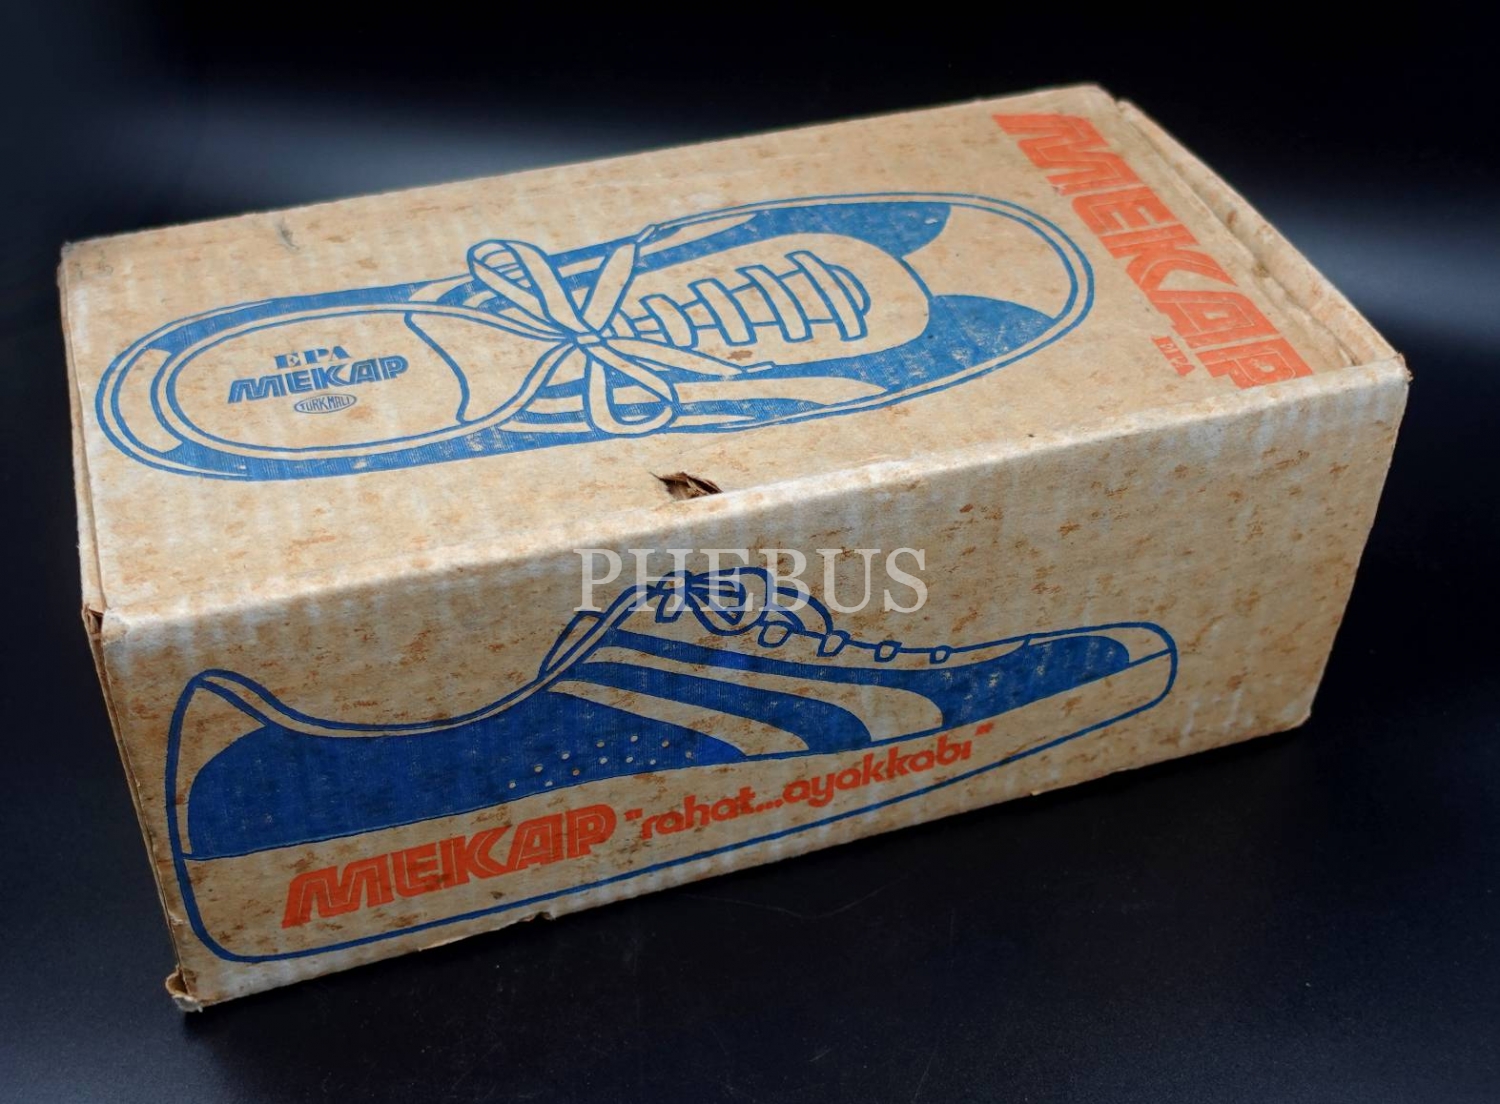 MEKAP
EPA
EPA
MEKAP
TÜRK MALI
PHEBUS
MEKAP "rahat...ayakkabı"